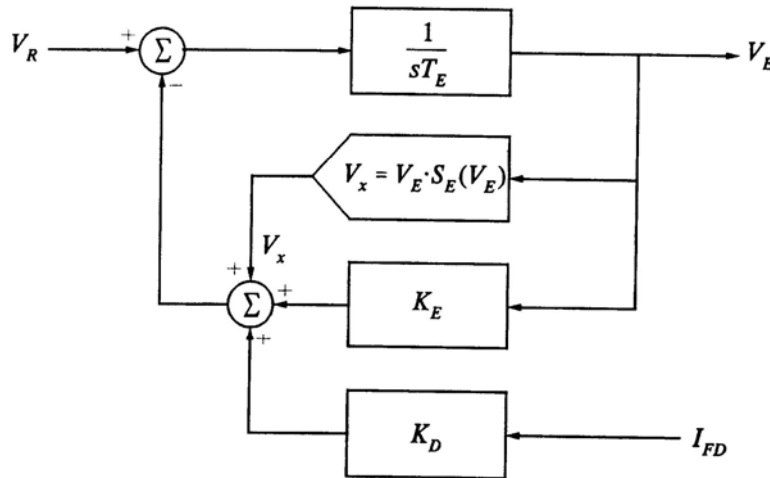 V_R + Σ 1/sT_E V_E
−
V_x = V_E·S_E(V_E)
V_x
+ Σ + K_E
+
K_D I_FD